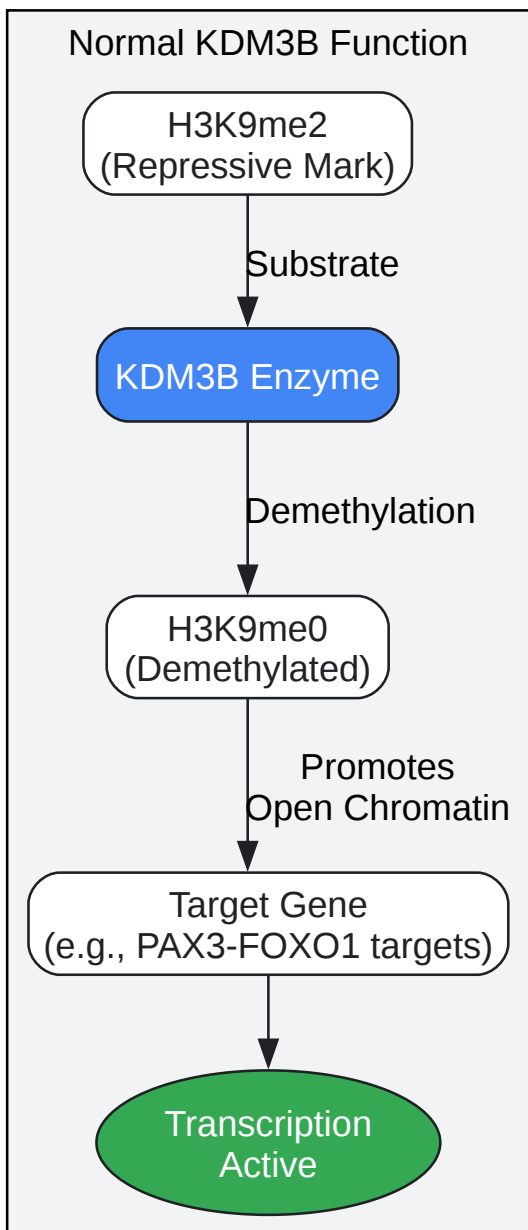 Normal KDM3B Function
H3K9me2
(Repressive Mark)
Substrate
KDM3B Enzyme
Demethylation
H3K9me0
(Demethylated)
Promotes
Open Chromatin
Target Gene
(e.g., PAX3-FOXO1 targets)
Transcription
Active